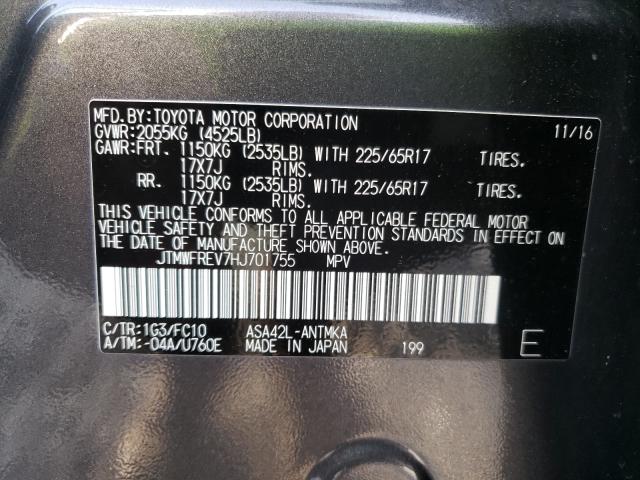 MFD.BY:TOYOTA MOTOR CORPORATION 11/16
GVWR:2055KG (4525LB)
GAWR:FRT. 1150KG (2535LB) WITH 225/65R17 TIRES.
17X7J RIMS.
RR. 1150KG (2535LB) WITH 225/65R17 TIRES.
17X7J RIMS.
THIS VEHICLE CONFORMS TO ALL APPLICABLE FEDERAL MOTOR
VEHICLE SAFETY AND THEFT PREVENTION STANDARDS IN EFFECT
ON THE DATE OF MANUFACTURE SHOWN ABOVE.
JTMWFREV7HJ701755 MPV
C/TR:1G3/FC10 ASA42L-ANTMKA
A/TM:-04A/U760E MADE IN JAPAN 199 E